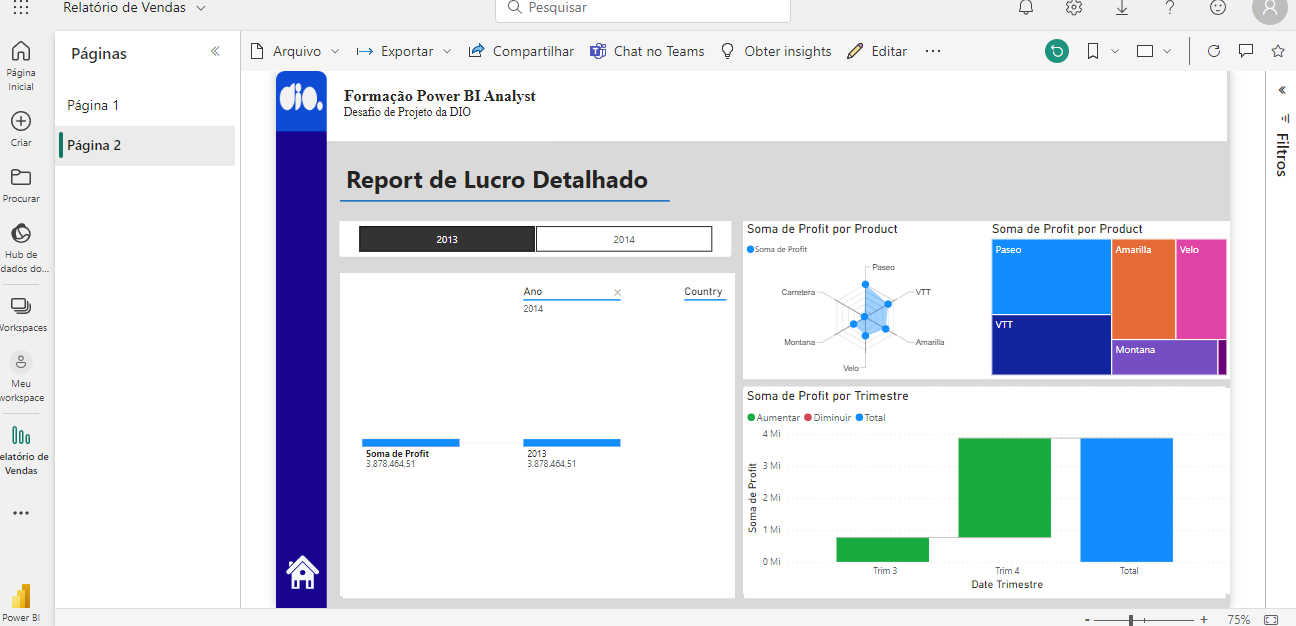 Relatório de Vendas
Pesquisar
Páginas
Arquivo
Exportar
Compartilhar
Chat no Teams
Obter insights
Editar
Página
Inicial
Criar
Procurar
Hub de
dados do...
Workspaces
Meu
workspace
elatório de
Vendas
Power BI
Página 1
Página 2
dio.
Formação Power BI Analyst
Desafio de Projeto da DIO
Report de Lucro Detalhado
2013
2014
Ano
2014
Country
Soma de Profit
3.878.464,51
2013
3.878.464,51
Soma de Profit por Product
Soma de Profit
Paseo
VTT
Amarilla
Velo
Montana
Carretera
Soma de Profit por Product
Paseo
Amarilla
Velo
VTT
Montana
Soma de Profit por Trimestre
Aumentar
Diminuir
Total
Soma de Profit
4 Mi
3 Mi
2 Mi
1 Mi
0 Mi
Trim 3
Trim 4
Total
Date Trimestre
Filtros
75%